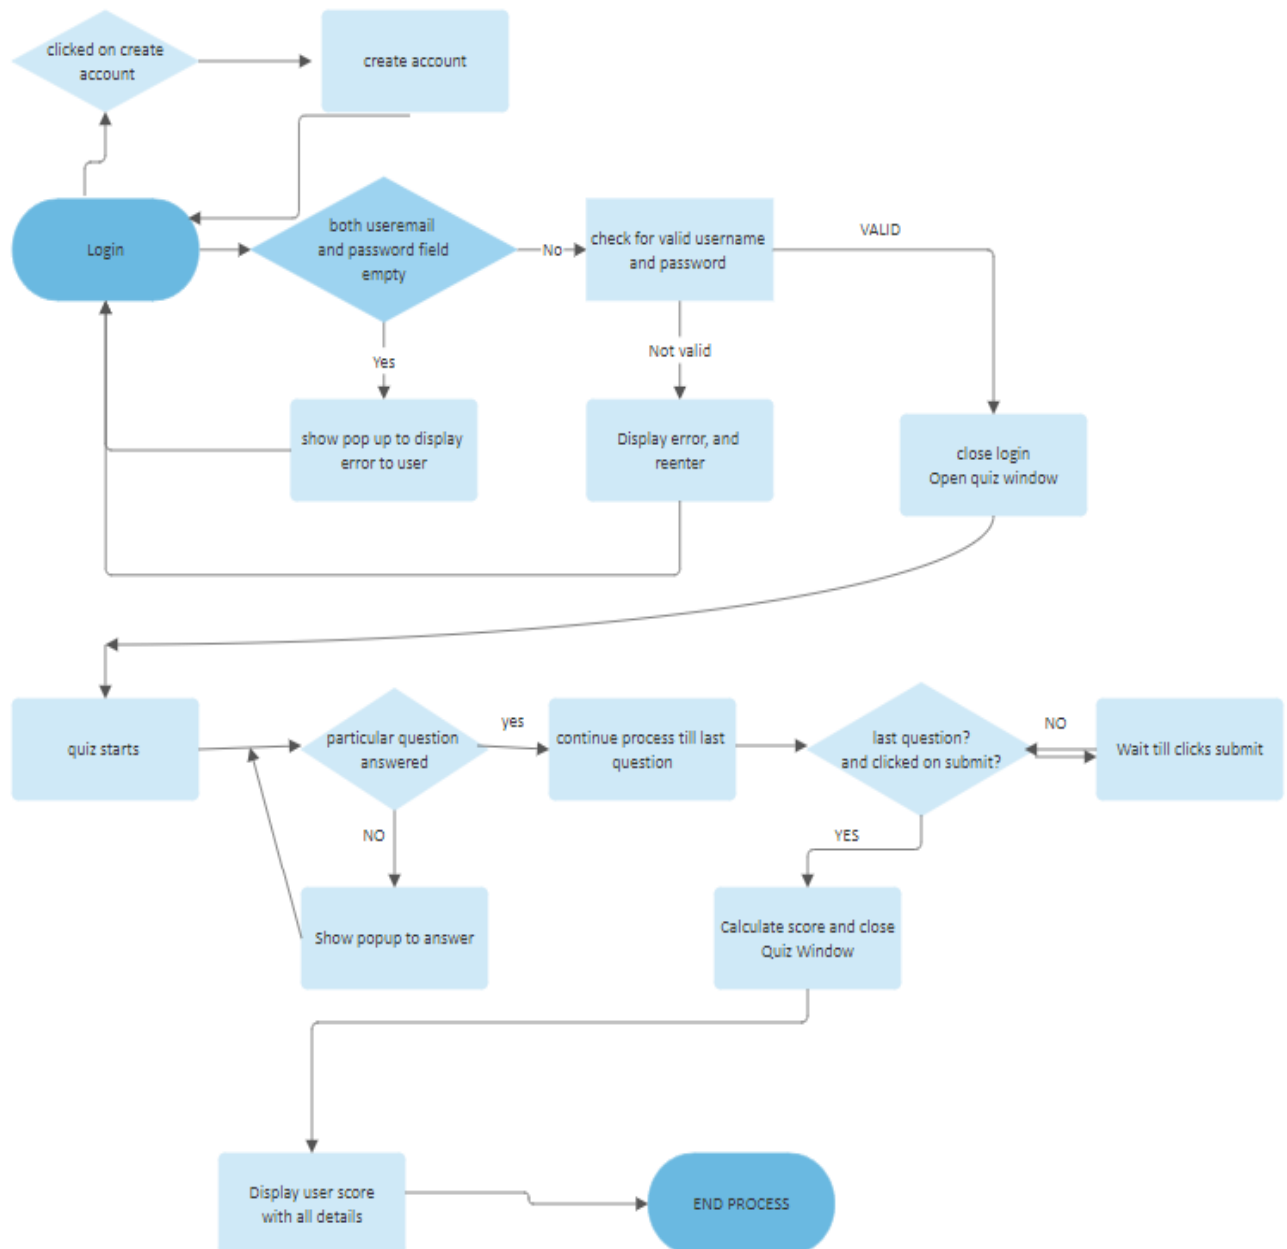 clicked on create
account
create account
Login
both useremail
and password field
empty
No
check for valid username
and password
VALID
Yes
Not valid
show pop up to display
error to user
Display error, and
reenter
close login
Open quiz window
quiz starts
particular question
answered
yes
continue process till last
question
last question?
and clicked on submit?
NO
Wait till clicks submit
NO
YES
Show popup to answer
Calculate score and close
Quiz Window
Display user score
with all details
END PROCESS